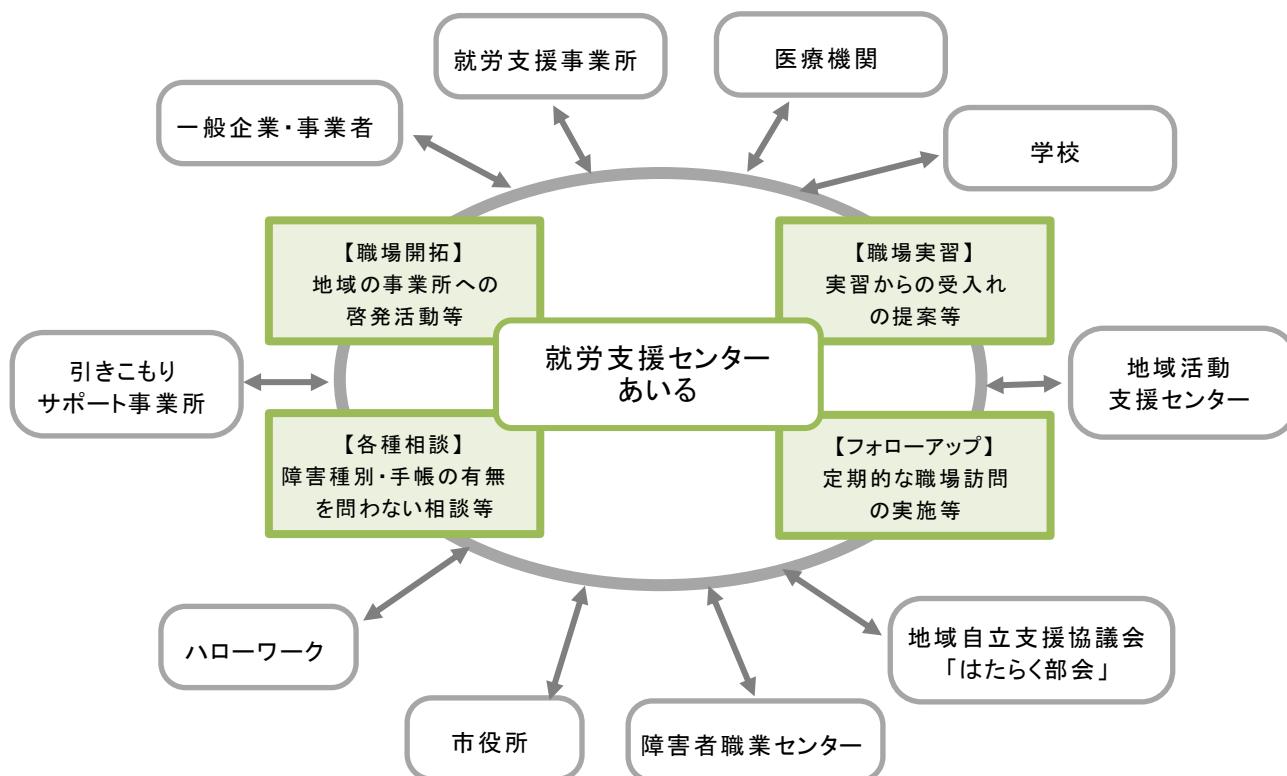 就労支援事業所
医療機関
一般企業・事業者
学校
【職場開拓】
地域の事業所への
啓発活動等
【職場実習】
実習からの受入れ
の提案等
就労支援センター
あいる
引きこもり
サポート事業所
地域活動
支援センター
【各種相談】
障害種別・手帳の有無
を問わない相談等
【フォローアップ】
定期的な職場訪問
の実施等
ハローワーク
地域自立支援協議会
「はたらく部会」
市役所
障害者職業センター